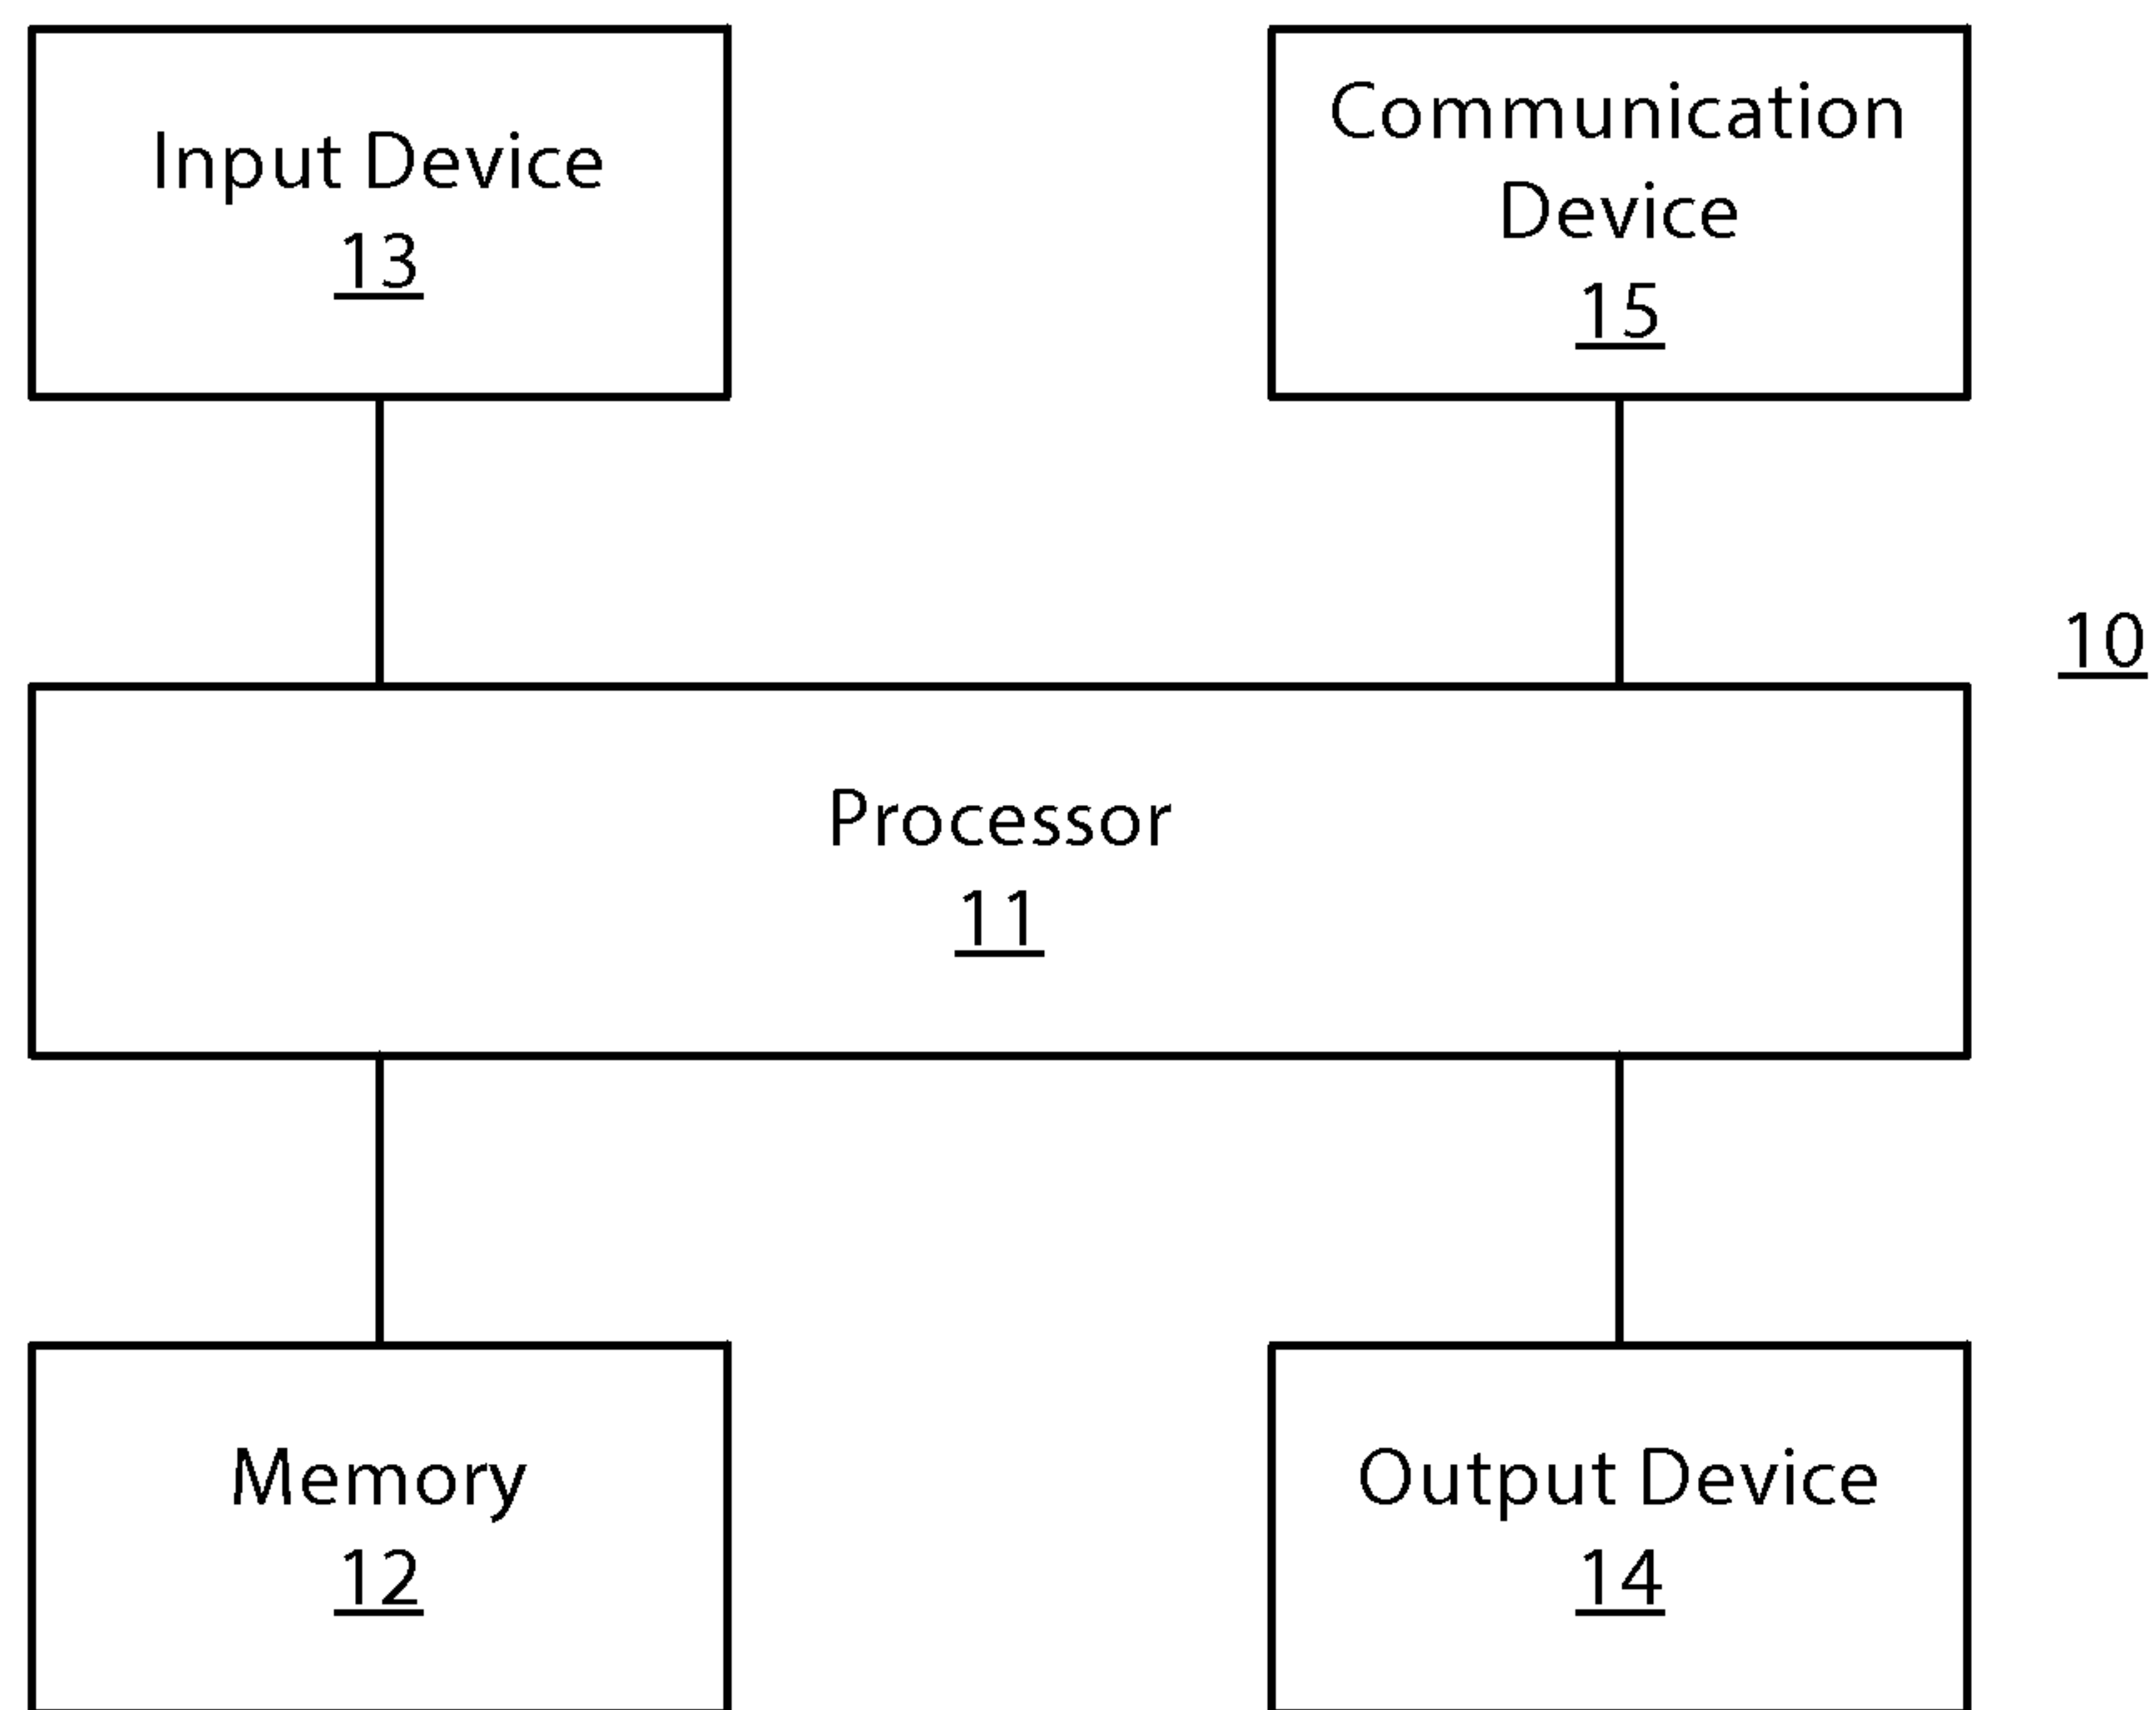 Input Device
13
Communication
Device
15
10
Processor
11
Memory
12
Output Device
14